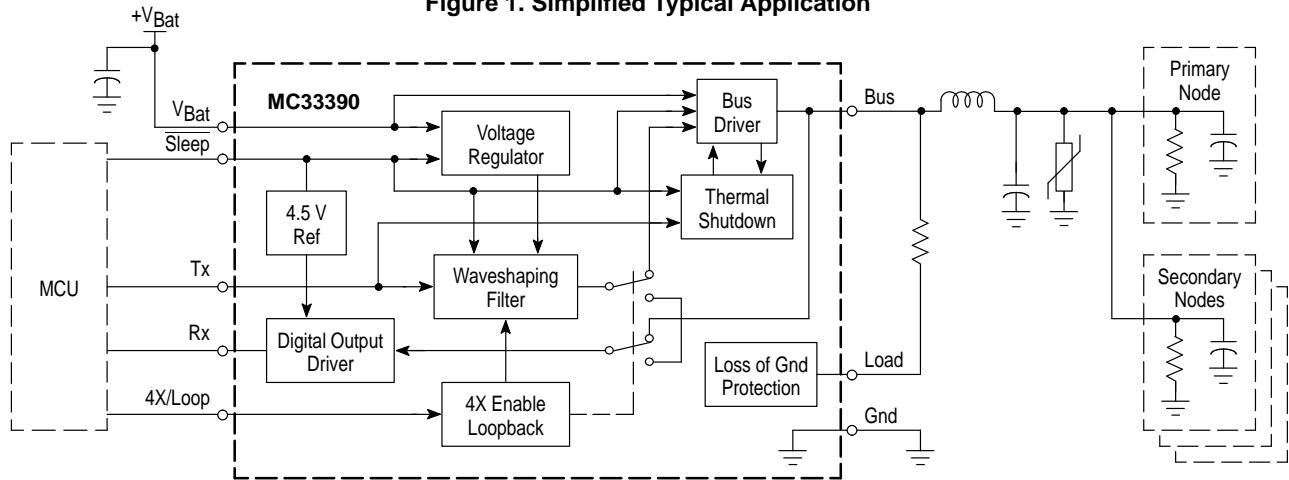 Figure 1. Simplified Typical Application
+VBat
VBat
Sleep
MCU
Tx
Rx
4X/Loop
MC33390
Voltage
Regulator
4.5 V
Ref
Waveshaping
Filter
Digital Output
Driver
4X Enable
Loopback
Bus
Driver
Thermal
Shutdown
Loss of Gnd
Protection
Bus
Load
Gnd
Primary
Node
Secondary
Nodes